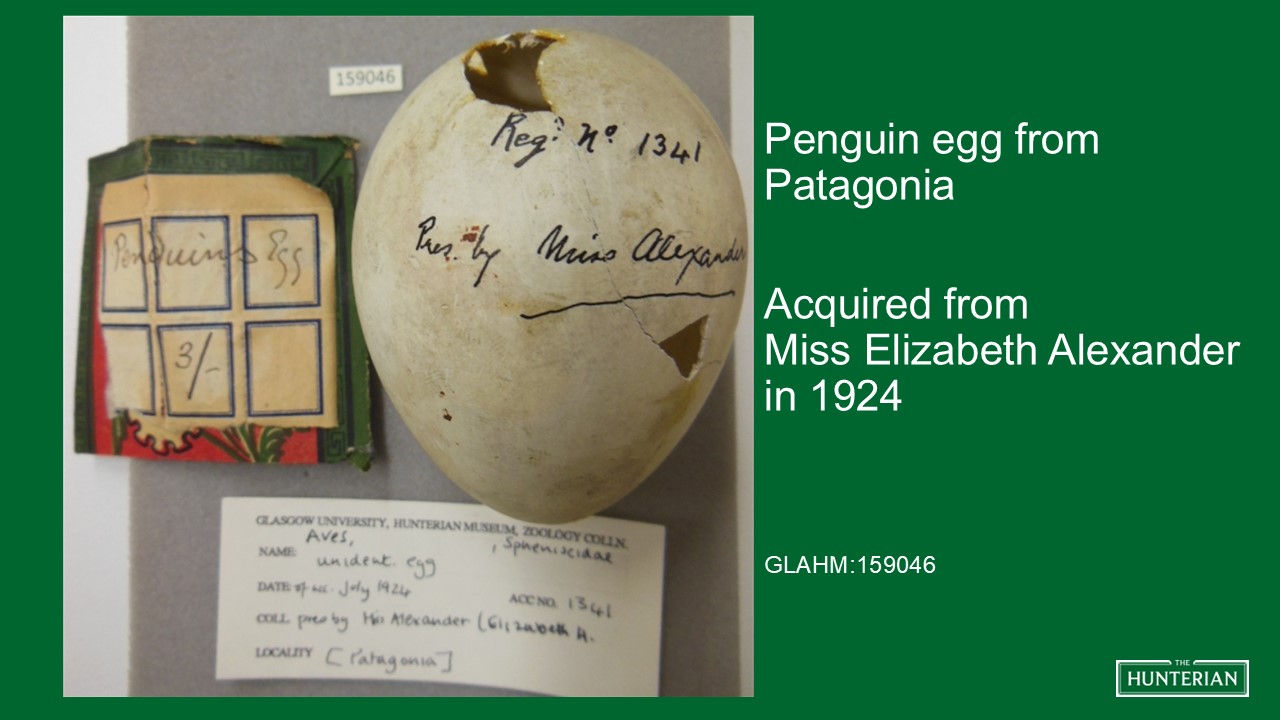 159046
Reg: No 1341
Pres. by Miss Alexander
Penguins Egg
3/-
GLASGOW UNIVERSITY, HUNTERIAN MUSEUM, ZOOLOGY COLLN.
NAME: Aves, , Spheniscidae
unident. egg
DATE of acc. July 1924
ACC NO. 1341
COLL. pres by Miss Alexander (Elizabeth H.
LOCALITY [Patagonia]
Penguin egg from
Patagonia
Acquired from
Miss Elizabeth Alexander
in 1924
GLAHM:159046
THE
HUNTERIAN